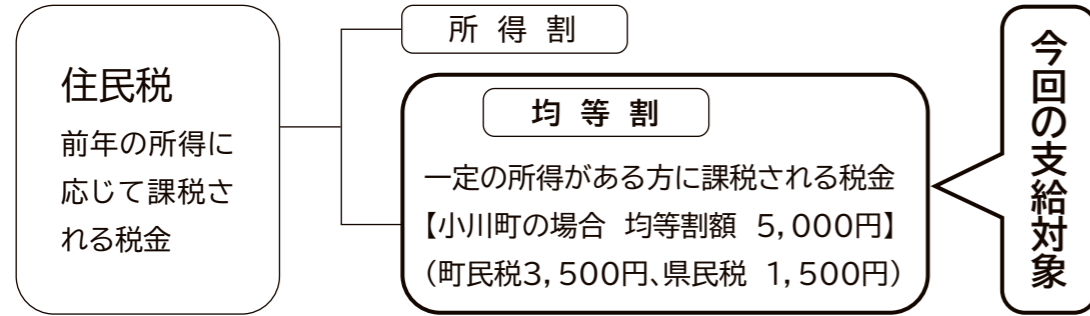 住民税
前年の所得に
応じて課税さ
れる税金
所得割
均等割
一定の所得がある方に課税される税金
【小川町の場合 均等割額 5,000円】
(町民税3,500円、県民税 1,500円)
今回の支給対象